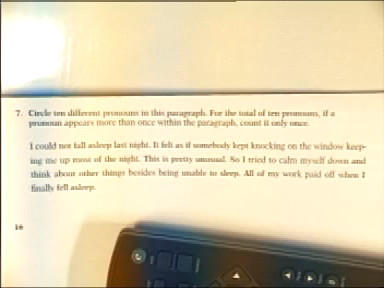 7. Circle ten different pronouns in this paragraph. For the total of ten pronouns, if a
pronoun appears more than once within the paragraph, count it only once.
I could not fall asleep last night. It felt as if somebody kept knocking on the window keep-
ing me up most of the night. This is pretty unusual. So I tried to calm myself down and
think about other things besides being unable to sleep. All of my work paid off when I
finally fell asleep.
16